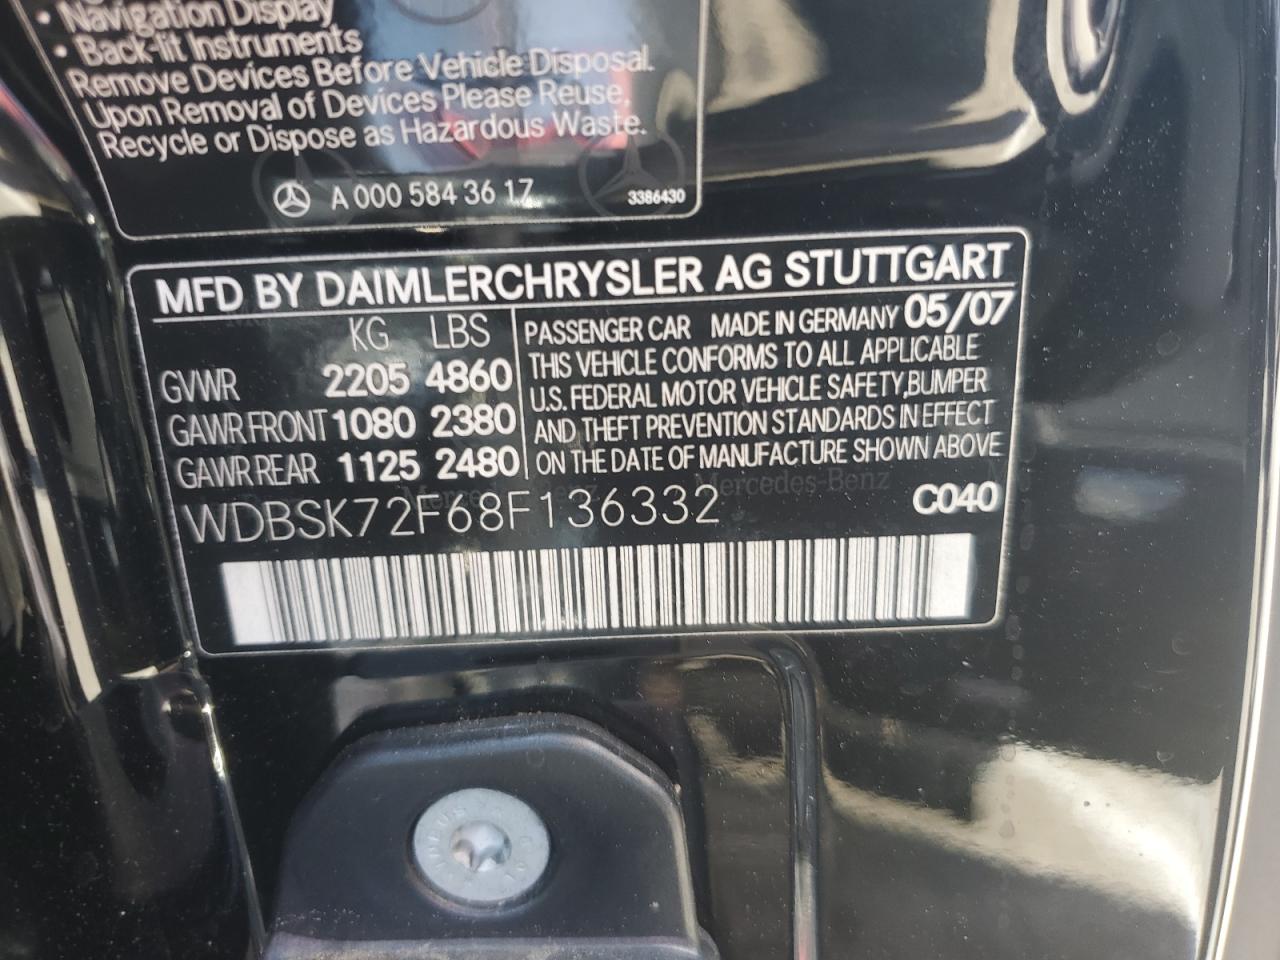 • Navigation Display
• Back-lit Instruments
Remove Devices Before Vehicle Disposal.
Upon Removal of Devices Please Reuse,
Recycle or Dispose as Hazardous Waste.
A 000 584 36 17
3386430
MFD BY DAIMLERCHRYSLER AG STUTTGART
KG LBS
GVWR 2205 4860
GAWR FRONT 1080 2380
GAWR REAR 1125 2480
PASSENGER CAR MADE IN GERMANY 05/07
THIS VEHICLE CONFORMS TO ALL APPLICABLE
U.S. FEDERAL MOTOR VEHICLE SAFETY,BUMPER
AND THEFT PREVENTION STANDARDS IN EFFECT
ON THE DATE OF MANUFACTURE SHOWN ABOVE
Mercedes-Benz
WDBSK72F68F136332
C040